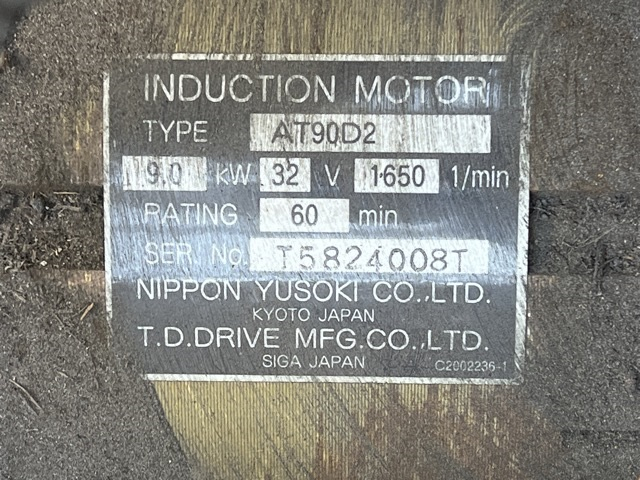 INDUCTION MOTOR
TYPE AT90D2
9.0 kW 32 V 1650 1/min
RATING 60 min
SER. No. T5824008T
NIPPON YUSOKI CO.,LTD.
KYOTO JAPAN
T.D.DRIVE MFG.CO.,LTD.
SIGA JAPAN
C2002236-1